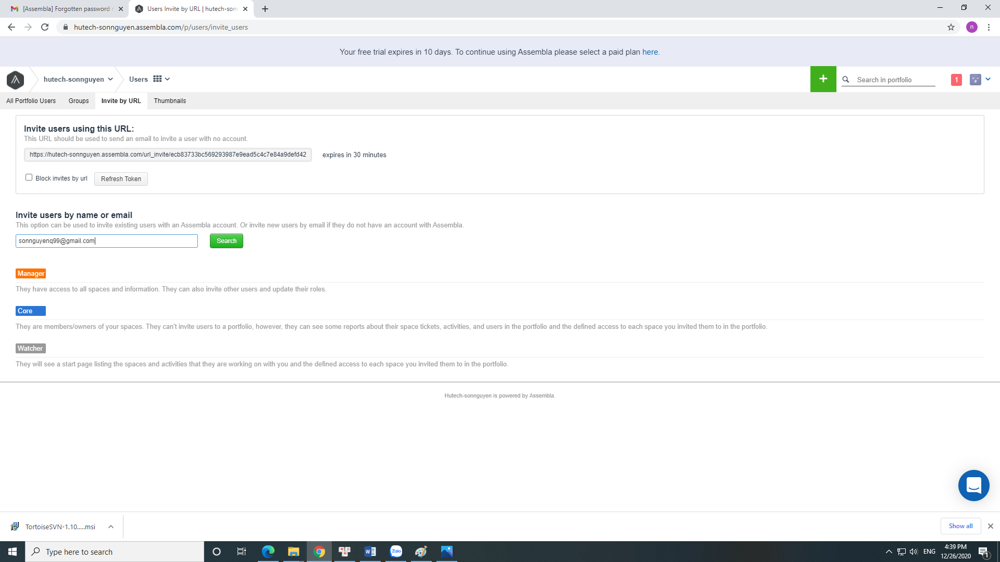 [Assembla] Forgotten password
Users Invite by URL | hutech-sonn
hutech-sonnguyen.assembla.com/p/users/invite_users
n
Your free trial expires in 10 days. To continue using Assembla please select a paid plan here.
hutech-sonnguyen
Users
+
Search in portfolio
1
All Portfolio Users
Groups
Invite by URL
Thumbnails
Invite users using this URL:
This URL should be used to send an email to invite a user with no account.
https://hutech-sonnguyen.assembla.com/url_invite/ecb83733bc569293987e9ead5c4c7e84a9defd42
expires in 30 minutes
Block invites by url
Refresh Token
Invite users by name or email
This option can be used to invite existing users with an Assembla account. Or invite new users by email if they do not have an account with Assembla.
sonnguyenq99@gmail.com
Search
Manager
They have access to all spaces and information. They can also invite other users and update their roles.
Core
They are members/owners of your spaces. They can't invite users to a portfolio, however, they can see some reports about their space tickets, activities, and users in the portfolio and the defined access to each space you invited them to in the portfolio.
Watcher
They will see a start page listing the spaces and activities that they are working on with you and the defined access to each space you invited them to in the portfolio.
Hutech-sonnguyen is powered by Assembla.
TortoiseSVN-1.10.....msi
Show all
Type here to search
Zalo
ENG
4:39 PM
12/26/2020
1